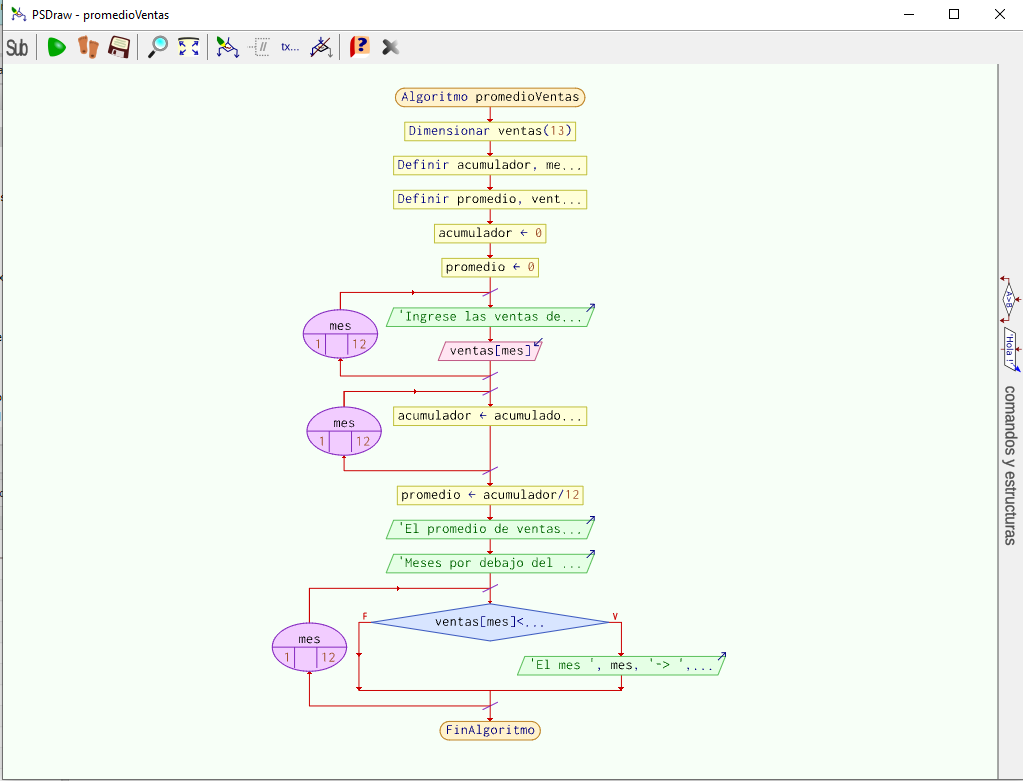 PSDraw - promedioVentas
Sub
tx...
Algoritmo promedioVentas
Dimensionar ventas(13)
Definir acumulador, me...
Definir promedio, vent...
acumulador ← 0
promedio ← 0
mes
1 12
'Ingrese las ventas de...
ventas[mes]
mes
1 12
acumulador ← acumulado...
promedio ← acumulador/12
'El promedio de ventas...
'Meses por debajo del ...
mes
1 12
ventas[mes]<...
F
V
'El mes ', mes, '-> ',...
FinAlgoritmo
A>B
'Hola !'
comandos y estructuras